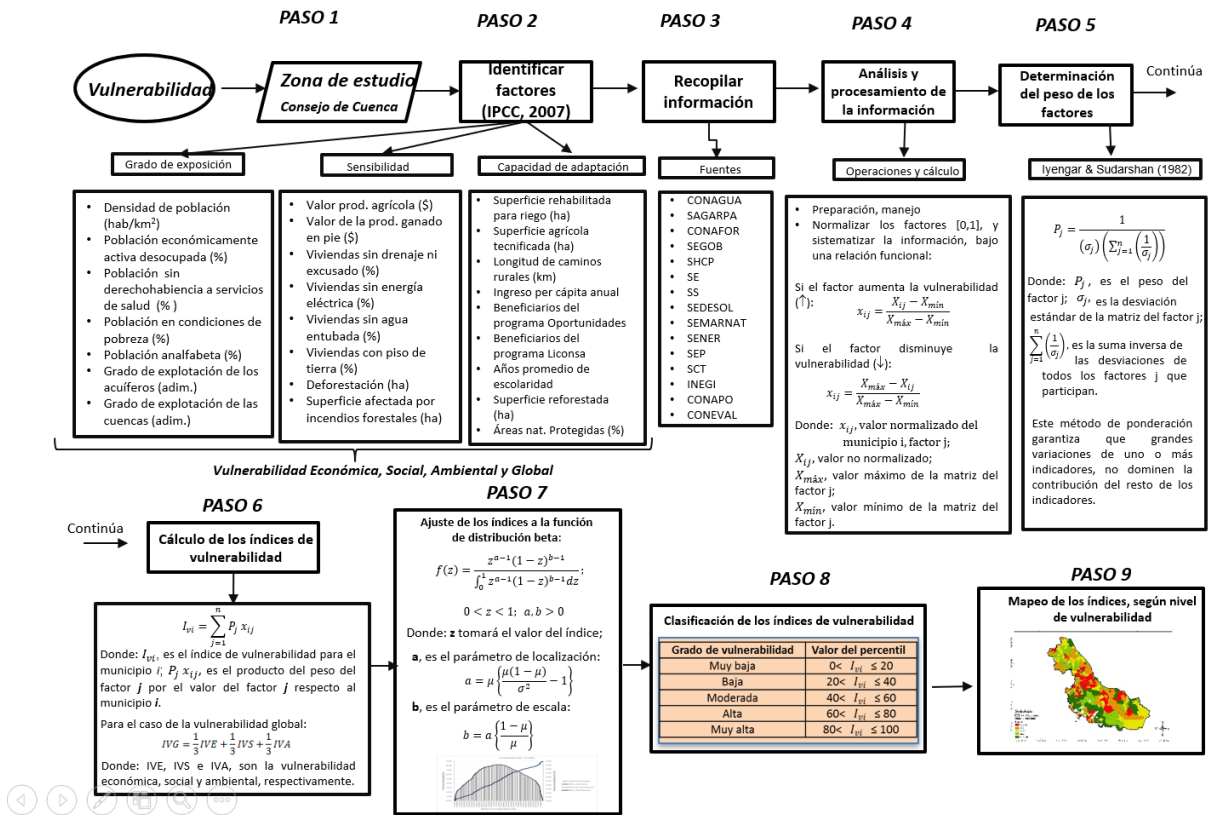 PASO 1
PASO 2
PASO 3
PASO 4
PASO 5
Vulnerabilidad
Zona de estudio
Consejo de Cuenca
Identificar
factores
(IPCC, 2007)
Recopilar
información
Análisis y
procesamiento de
la información
Determinación
del peso de los
factores
Continúa
Grado de exposición
Sensibilidad
Capacidad de adaptación
Fuentes
Operaciones y cálculo
Iyengar & Sudarshan (1982)
• Densidad de población
(hab/km²)
• Población económicamente
activa desocupada (%)
• Población sin
derechohabiencia a servicios
de salud (% )
• Población en condiciones de
pobreza (%)
• Población analfabeta (%)
• Grado de explotación de los
acuíferos (adim.)
• Grado de explotación de las
cuencas (adim.)
• Valor prod. agrícola ($)
• Valor de la prod. ganado
en pie ($)
• Viviendas sin drenaje ni
excusado (%)
• Viviendas sin energía
eléctrica (%)
• Viviendas sin agua
entubada (%)
• Viviendas con piso de
tierra (%)
• Deforestación (ha)
• Superficie afectada por
incendios forestales (ha)
• Superficie rehabilitada
para riego (ha)
• Superficie agrícola
tecnificada (ha)
• Longitud de caminos
rurales (km)
• Ingreso per cápita anual
• Beneficiarios del
programa Oportunidades
• Beneficiarios del
programa Liconsa
• Años promedio de
escolaridad
• Superficie reforestada
(ha)
• Áreas nat. Protegidas (%)
• CONAGUA
• SAGARPA
• CONAFOR
• SEGOB
• SHCP
• SE
• SS
• SEDESOL
• SEMARNAT
• SENER
• SEP
• SCT
• INEGI
• CONAPO
• CONEVAL
• Preparación, manejo
• Normalizar los factores [0,1], y
sistematizar la información, bajo
una relación funcional:
Si el factor aumenta la vulnerabilidad
(↑): x_ij = (X_ij − X_mín) / (X_máx − X_mín)
Si el factor disminuye la
vulnerabilidad (↓):
x_ij = (X_máx − X_ij) / (X_máx − X_mín)
Donde: x_ij, valor normalizado del
municipio i, factor j;
X_ij, valor no normalizado;
X_máx, valor máximo de la matriz del
factor j;
X_mín, valor mínimo de la matriz del
factor j.
P_j = 1 / ((σ_j) (∑_{j=1}^{n} (1/σ_j)))
Donde: P_j, es el peso del
factor j; σ_j, es la desviación
estándar de la matriz del factor j;
∑_{j=1}^{n} (1/σ_j), es la suma inversa de
las desviaciones de
todos los factores j que
participan.
Este método de ponderación
garantiza que grandes
variaciones de uno o más
indicadores, no dominen la
contribución del resto de los
indicadores.
Vulnerabilidad Económica, Social, Ambiental y Global
PASO 6
Continúa
Cálculo de los índices de
vulnerabilidad
I_vi = ∑_{j=1}^{n} P_j x_ij
Donde: I_vi, es el índice de vulnerabilidad para el
municipio i; P_j x_ij, es el producto del peso del
factor j por el valor del factor j respecto al
municipio i.
Para el caso de la vulnerabilidad global:
IVG = 1/3 IVE + 1/3 IVS + 1/3 IVA
Donde: IVE, IVS e IVA, son la vulnerabilidad
económica, social y ambiental, respectivamente.
PASO 7
Ajuste de los índices a la función
de distribución beta:
f(z) = z^{a−1}(1 − z)^{b−1} / ∫_0^1 z^{a−1}(1 − z)^{b−1}dz ;
0 < z < 1; a, b > 0
Donde: z tomará el valor del índice;
a, es el parámetro de localización:
a = μ {μ(1 − μ)/σ² − 1}
b, es el parámetro de escala:
b = a {(1 − μ)/μ}
PASO 8
Clasificación de los índices de vulnerabilidad
Grado de vulnerabilidad Valor del percentil
Muy baja 0< I_vi ≤ 20
Baja 20< I_vi ≤ 40
Moderada 40< I_vi ≤ 60
Alta 60< I_vi ≤ 80
Muy alta 80< I_vi ≤ 100
PASO 9
Mapeo de los índices, según nivel
de vulnerabilidad